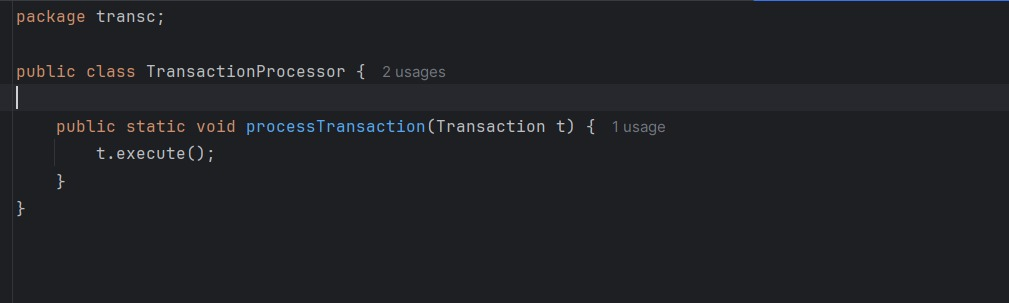 package transc;
public class TransactionProcessor { 2 usages
    public static void processTransaction(Transaction t) { 1 usage
        t.execute();
    }
}